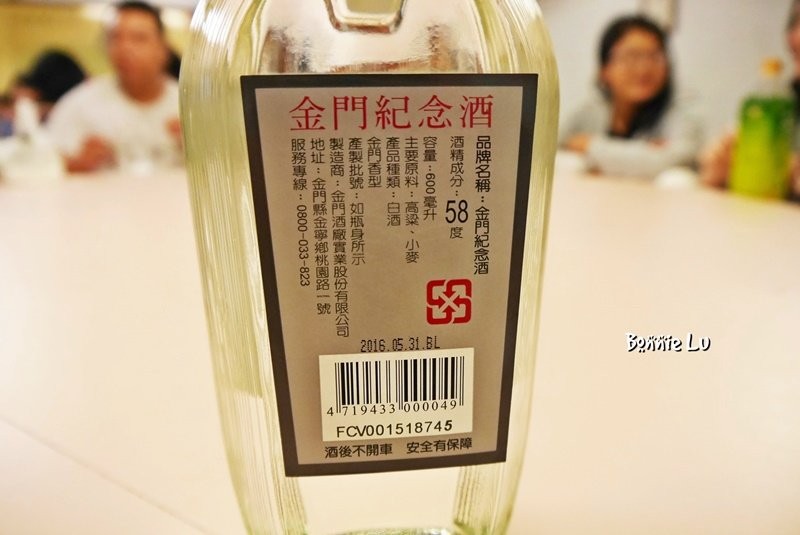 金門紀念酒
品牌名稱：金門紀念酒
酒精成分：58度
容量：600毫升
主要原料：高粱、小麥
產品種類：白酒
金門香型
產製批號：如瓶身所示
製造商：金門酒廠實業股份有限公司
地址：金門縣金寧鄉桃園路一號
服務專線：0800-033-823
2016.05.31.BL
4 719433 000049
FCV001518745
酒後不開車 安全有保障
Bonnie Lu